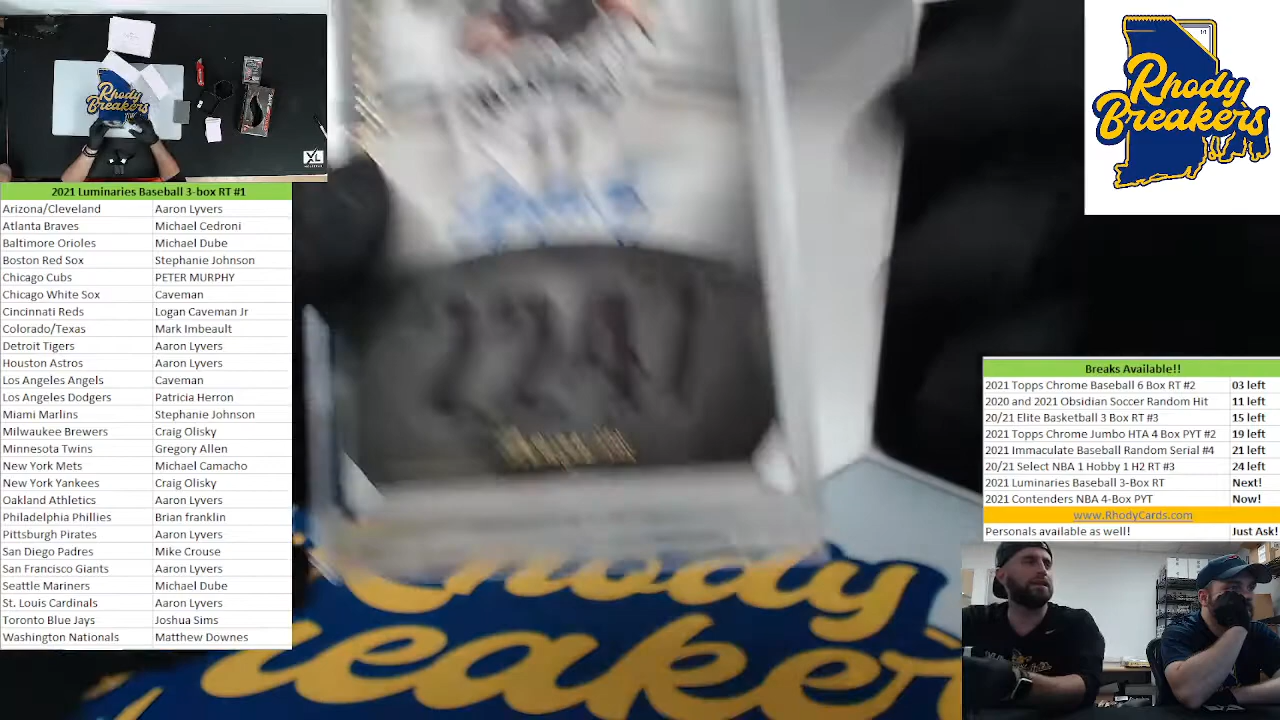 Rhody
Breakers
XL
2021 Luminaries Baseball 3-box RT #1
Arizona/Cleveland Aaron Lyvers
Atlanta Braves Michael Cedroni
Baltimore Orioles Michael Dube
Boston Red Sox Stephanie Johnson
Chicago Cubs PETER MURPHY
Chicago White Sox Caveman
Cincinnati Reds Logan Caveman Jr
Colorado/Texas Mark Imbeault
Detroit Tigers Aaron Lyvers
Houston Astros Aaron Lyvers
Los Angeles Angels Caveman
Los Angeles Dodgers Patricia Herron
Miami Marlins Stephanie Johnson
Milwaukee Brewers Craig Olisky
Minnesota Twins Gregory Allen
New York Mets Michael Camacho
New York Yankees Craig Olisky
Oakland Athletics Aaron Lyvers
Philadelphia Phillies Brian franklin
Pittsburgh Pirates Aaron Lyvers
San Diego Padres Mike Crouse
San Francisco Giants Aaron Lyvers
Seattle Mariners Michael Dube
St. Louis Cardinals Aaron Lyvers
Toronto Blue Jays Joshua Sims
Washington Nationals Matthew Downes
Rhody
Breakers
Rhody
Breakers
Breaks Available!!
2021 Topps Chrome Baseball 6 Box RT #2 03 left
2020 and 2021 Obsidian Soccer Random Hit 11 left
20/21 Elite Basketball 3 Box RT #3 15 left
2021 Topps Chrome Jumbo HTA 4 Box PYT #2 19 left
2021 Immaculate Baseball Random Serial #4 21 left
20/21 Select NBA 1 Hobby 1 H2 RT #3 24 left
2021 Luminaries Baseball 3-Box RT Next!
2021 Contenders NBA 4-Box PYT Now!
www.RhodyCards.com
Personals available as well! Just Ask!